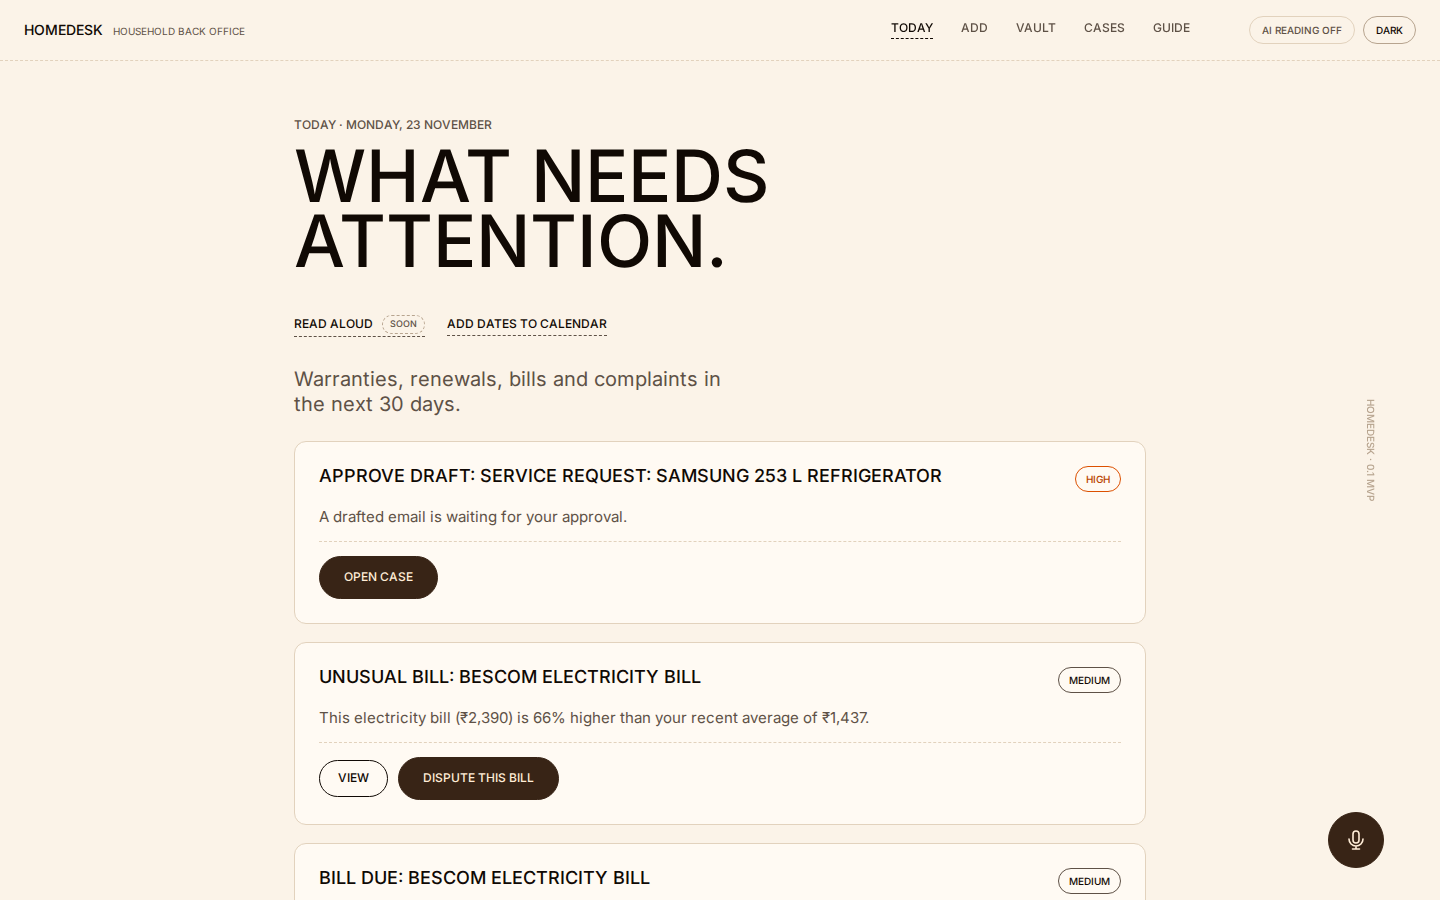 HOMEDESK HOUSEHOLD BACK OFFICE TODAY ADD VAULT CASES GUIDE AI READING OFF DARK
TODAY · MONDAY, 23 NOVEMBER
WHAT NEEDS
ATTENTION.
READ ALOUD SOON ADD DATES TO CALENDAR
Warranties, renewals, bills and complaints in
the next 30 days.
APPROVE DRAFT: SERVICE REQUEST: SAMSUNG 253 L REFRIGERATOR HIGH
A drafted email is waiting for your approval.
OPEN CASE
UNUSUAL BILL: BESCOM ELECTRICITY BILL MEDIUM
This electricity bill (₹2,390) is 66% higher than your recent average of ₹1,437.
VIEW DISPUTE THIS BILL
BILL DUE: BESCOM ELECTRICITY BILL MEDIUM
HOMEDESK · 0.1 MVP